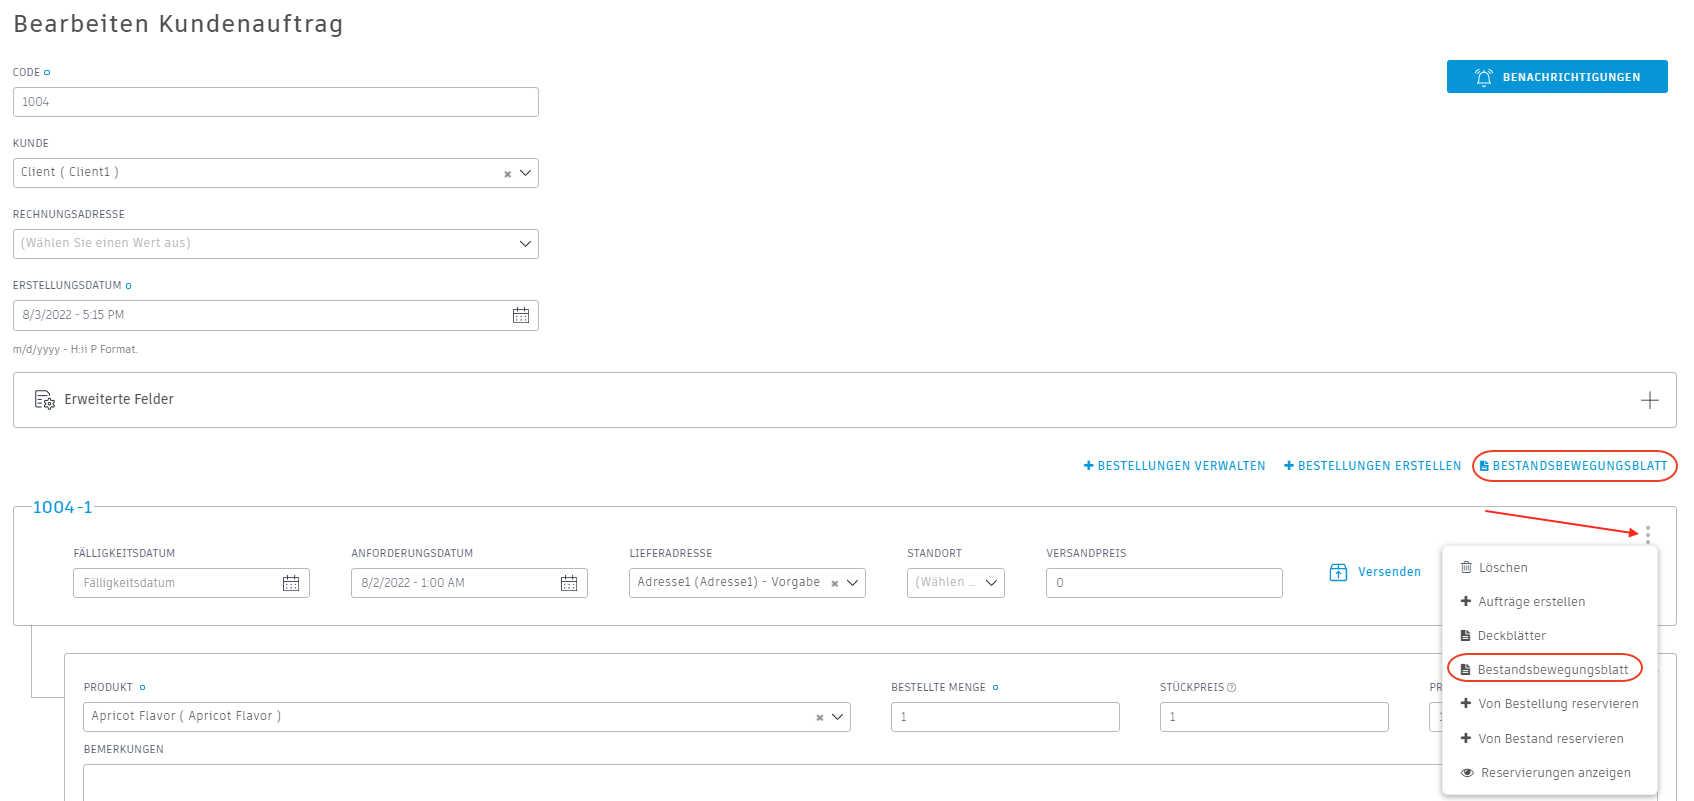 Bearbeiten Kundenauftrag
CODE
BENACHRICHTIGUNGEN
1004
KUNDE
Client ( Client1 )
RECHNUNGSADRESSE
(Wählen Sie einen Wert aus)
ERSTELLUNGSDATUM
8/3/2022 - 5:15 PM
m/d/yyyy - H:ii P Format.
Erweiterte Felder
BESTELLUNGEN VERWALTEN BESTELLUNGEN ERSTELLEN BESTANDSBEWEGUNGSBLATT
1004-1
FÄLLIGKEITSDATUM ANFORDERUNGSDATUM LIEFERADRESSE STANDORT VERSANDPREIS
Fälligkeitsdatum 8/2/2022 - 1:00 AM Adresse1 (Adresse1) - Vorgabe (Wählen ... 0 Versenden
Löschen
Aufträge erstellen
Deckblätter
Bestandsbewegungsblatt
Von Bestellung reservieren
Von Bestand reservieren
Reservierungen anzeigen
PRODUKT BESTELLTE MENGE STÜCKPREIS PR
Apricot Flavor ( Apricot Flavor ) 1 1
BEMERKUNGEN